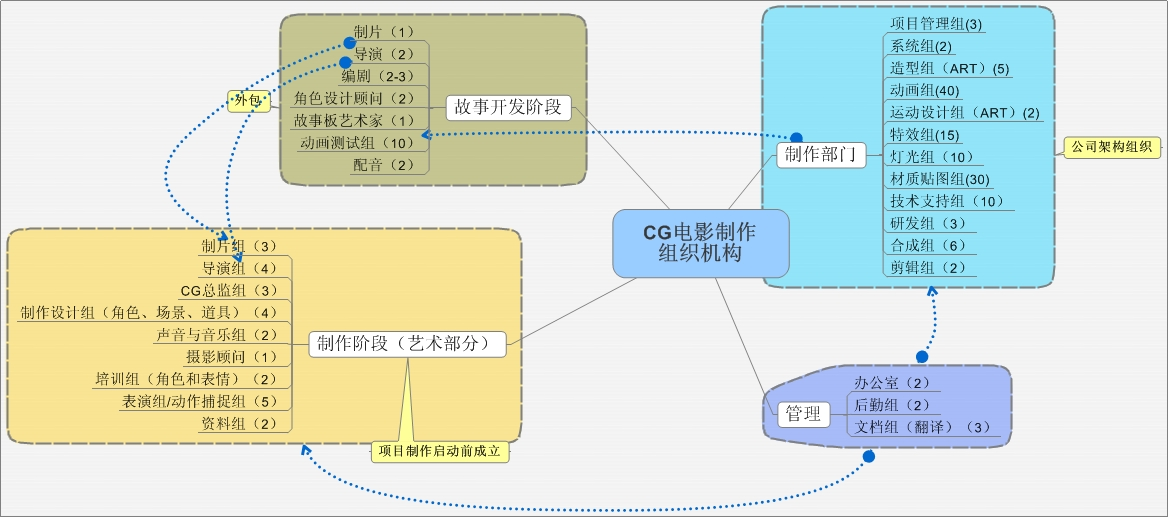 CG电影制作
组织机构
故事开发阶段
制片（1）
导演（2）
编剧（2-3）
角色设计顾问（2）
故事板艺术家（1）
动画测试组（10）
配音（2）
外包
制作部门
项目管理组(3)
系统组(2)
造型组（ART）(5)
动画组(40)
运动设计组（ART）(2)
特效组(15)
灯光组（10）
材质贴图组(30)
技术支持组（10）
研发组（3）
合成组（6）
剪辑组（2）
公司架构组织
制作阶段（艺术部分）
制片组（3）
导演组（4）
CG总监组（3）
制作设计组（角色、场景、道具）（4）
声音与音乐组（2）
摄影顾问（1）
培训组（角色和表情）（2）
表演组/动作捕捉组（5）
资料组（2）
项目制作启动前成立
管理
办公室（2）
后勤组（2）
文档组（翻译）（3）